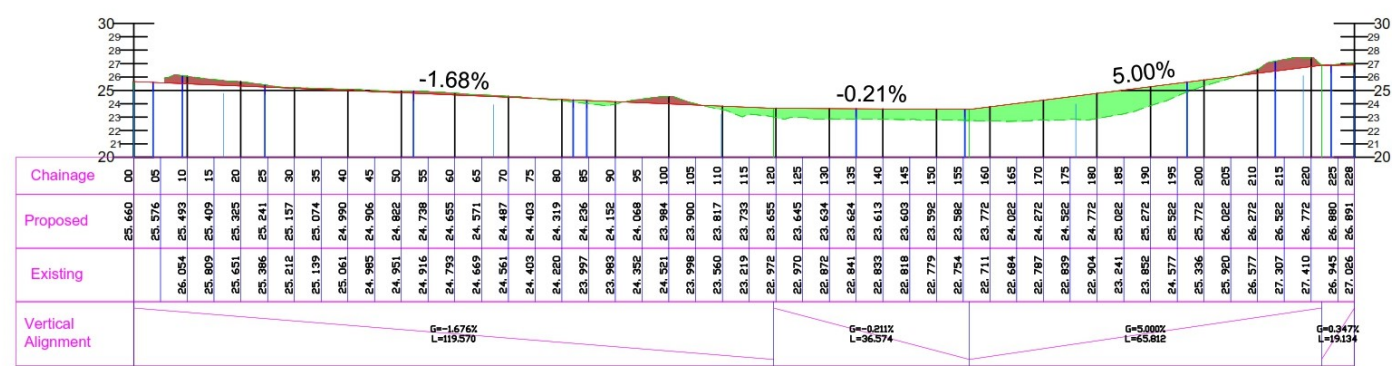 30
29
28
27
26
25
24
23
22
21
20
-1.68%
-0.21%
5.00%
30
29
28
27
26
25
24
23
22
21
20
Chainage 00 05 10 15 20 25 30 35 40 45 50 55 60 65 70 75 80 85 90 95 100 105 110 115 120 125 130 135 140 145 150 155 160 165 170 175 180 185 190 195 200 205 210 215 220 225 228
Proposed 25.660 25.576 25.493 25.409 25.325 25.241 25.157 25.074 24.990 24.906 24.822 24.738 24.655 24.571 24.487 24.403 24.319 24.236 24.152 24.068 23.984 23.900 23.817 23.733 23.655 23.645 23.634 23.624 23.613 23.603 23.592 23.582 23.772 24.022 24.272 24.522 24.772 25.022 25.272 25.522 25.772 26.022 26.272 26.522 26.772 26.880 26.891
Existing 26.054 25.809 25.651 25.386 25.212 25.139 25.061 24.985 24.951 24.916 24.793 24.669 24.561 24.403 24.220 23.997 23.983 24.352 24.521 23.998 23.560 23.219 22.972 22.970 22.872 22.841 22.833 22.818 22.779 22.754 22.711 22.684 22.787 22.839 22.904 23.241 23.852 24.577 25.336 25.920 26.577 27.307 27.410 26.945 27.026
Vertical
Alignment
G=-1.676%
L=119.570
G=-0.211%
L=36.574
G=5.000%
L=65.812
G=0.347%
L=19.134